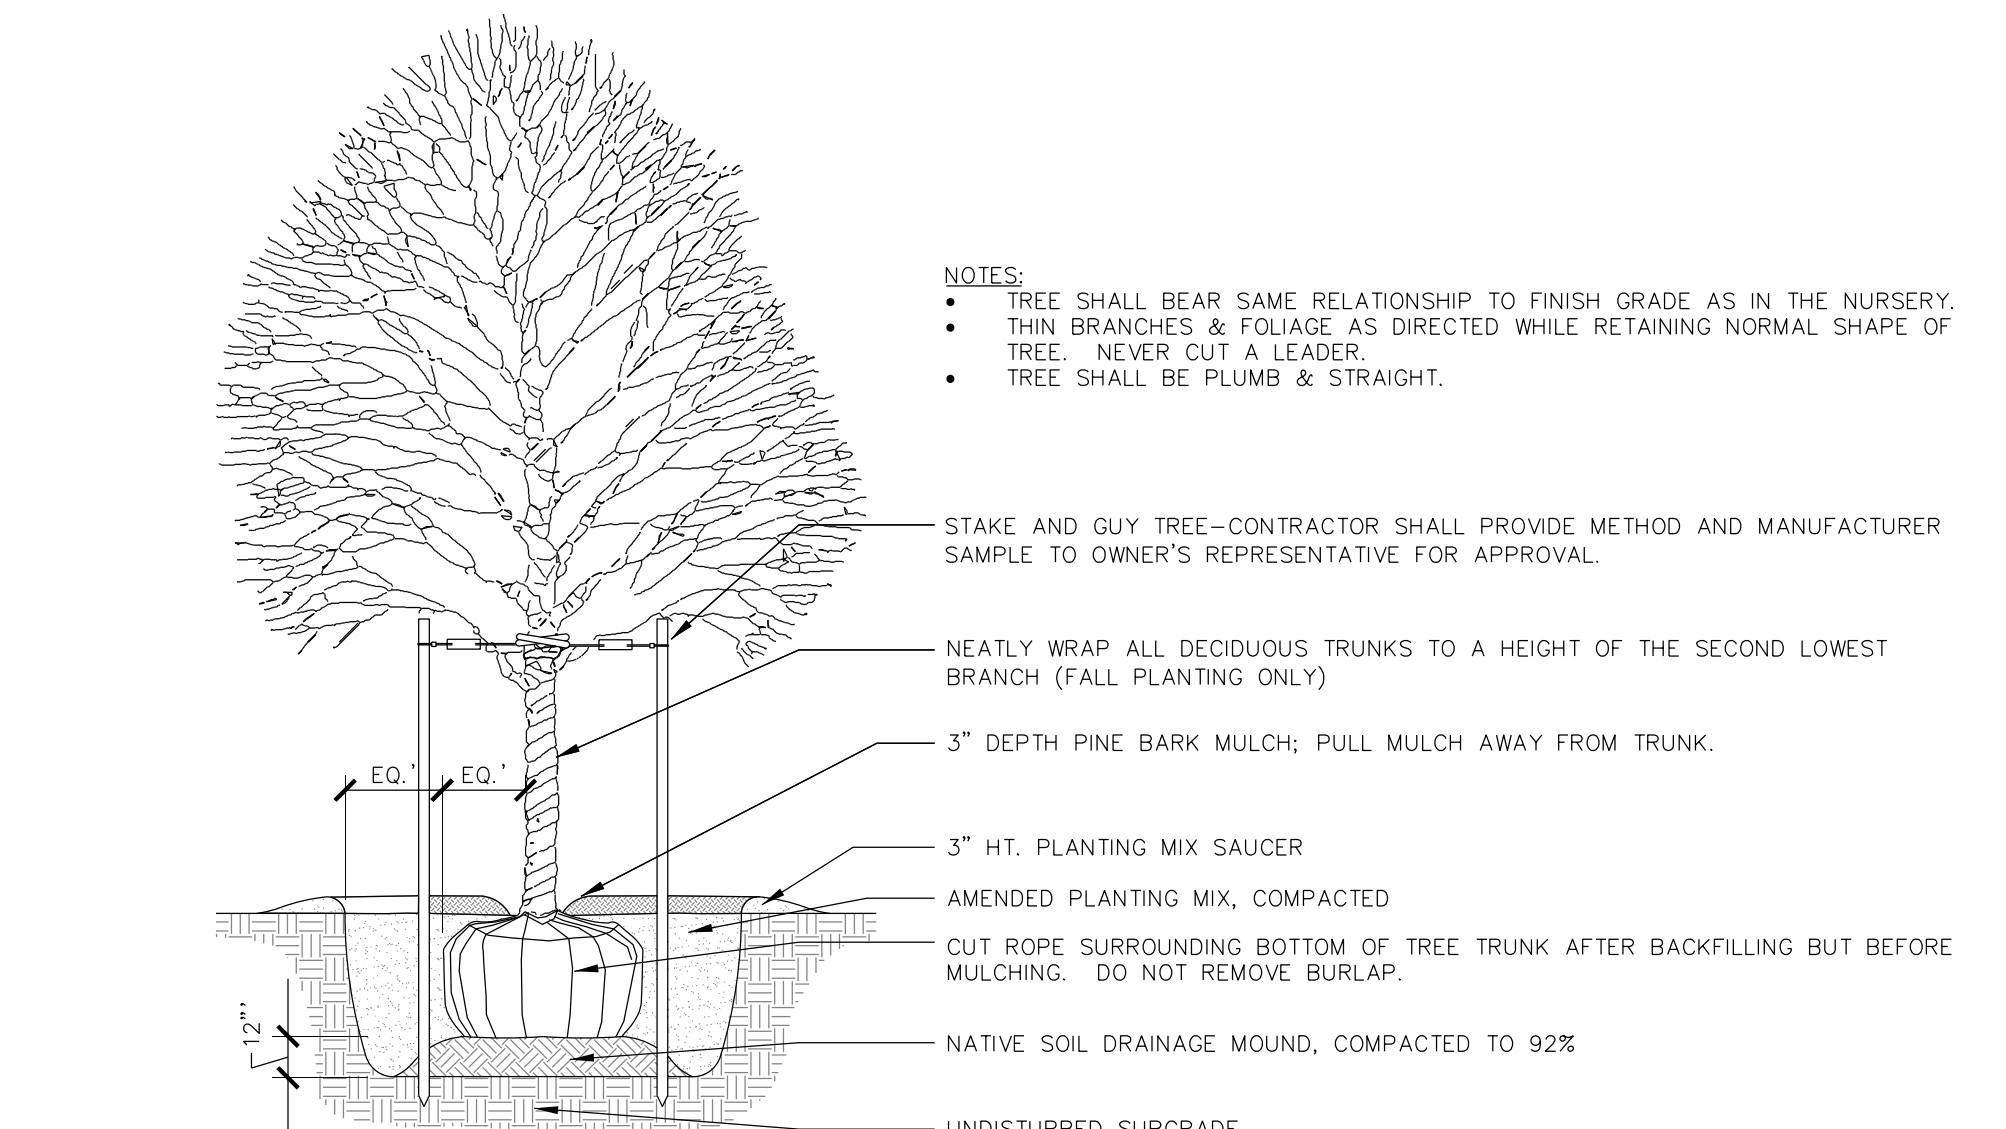 NOTES:
• TREE SHALL BEAR SAME RELATIONSHIP TO FINISH GRADE AS IN THE NURSERY.
• THIN BRANCHES & FOLIAGE AS DIRECTED WHILE RETAINING NORMAL SHAPE OF
TREE. NEVER CUT A LEADER.
• TREE SHALL BE PLUMB & STRAIGHT.
STAKE AND GUY TREE-CONTRACTOR SHALL PROVIDE METHOD AND MANUFACTURER
SAMPLE TO OWNER'S REPRESENTATIVE FOR APPROVAL.
NEATLY WRAP ALL DECIDUOUS TRUNKS TO A HEIGHT OF THE SECOND LOWEST
BRANCH (FALL PLANTING ONLY)
3" DEPTH PINE BARK MULCH; PULL MULCH AWAY FROM TRUNK.
EQ.' EQ.'
3" HT. PLANTING MIX SAUCER
AMENDED PLANTING MIX, COMPACTED
CUT ROPE SURROUNDING BOTTOM OF TREE TRUNK AFTER BACKFILLING BUT BEFORE
MULCHING. DO NOT REMOVE BURLAP.
12"'
NATIVE SOIL DRAINAGE MOUND, COMPACTED TO 92%
UNDISTURBED SUBGRADE